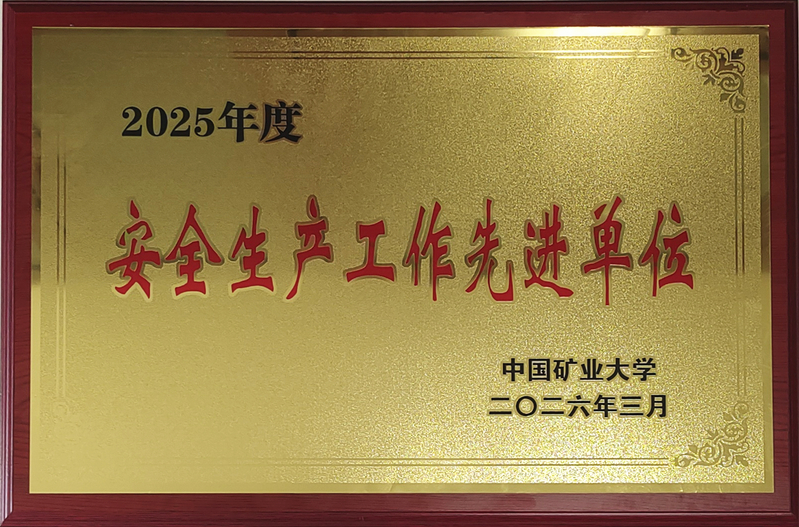 2025年度
安全生产工作先进单位
中国矿业大学
二〇二六年三月